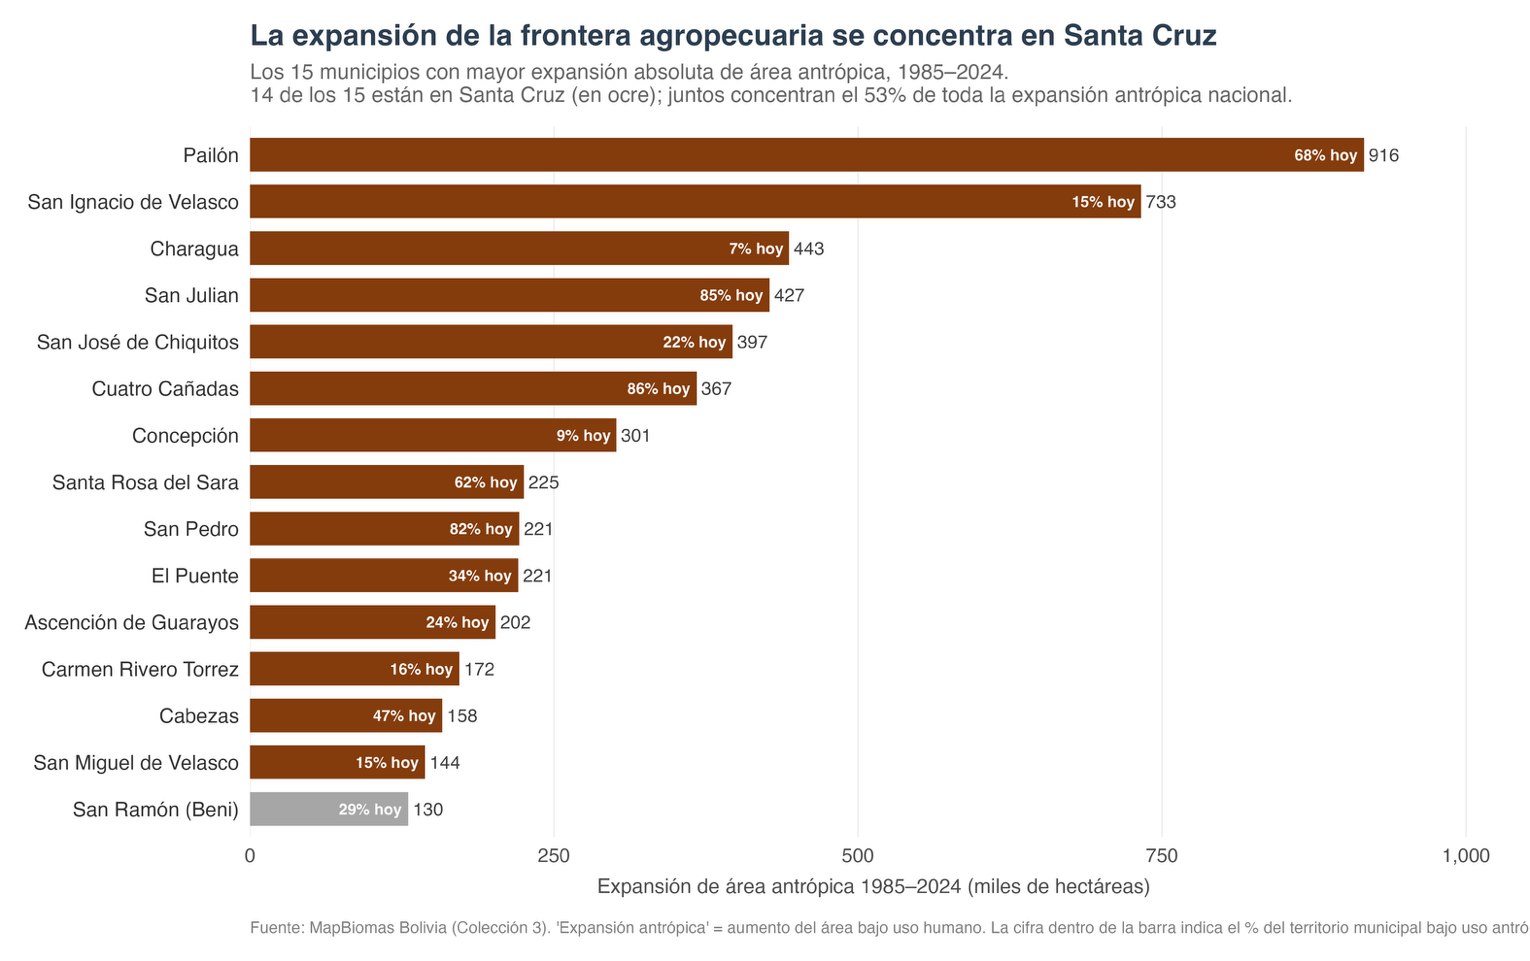 La expansión de la frontera agropecuaria se concentra en Santa Cruz
Los 15 municipios con mayor expansión absoluta de área antrópica, 1985–2024.
14 de los 15 están en Santa Cruz (en ocre); juntos concentran el 53% de toda la expansión antrópica nacional.
Pailón 68% hoy 916
San Ignacio de Velasco 15% hoy 733
Charagua 7% hoy 443
San Julian 85% hoy 427
San José de Chiquitos 22% hoy 397
Cuatro Cañadas 86% hoy 367
Concepción 9% hoy 301
Santa Rosa del Sara 62% hoy 225
San Pedro 82% hoy 221
El Puente 34% hoy 221
Ascención de Guarayos 24% hoy 202
Carmen Rivero Torrez 16% hoy 172
Cabezas 47% hoy 158
San Miguel de Velasco 15% hoy 144
San Ramón (Beni) 29% hoy 130
0 250 500 750 1,000
Expansión de área antrópica 1985–2024 (miles de hectáreas)
Fuente: MapBiomas Bolivia (Colección 3). 'Expansión antrópica' = aumento del área bajo uso humano. La cifra dentro de la barra indica el % del territorio municipal bajo uso antró